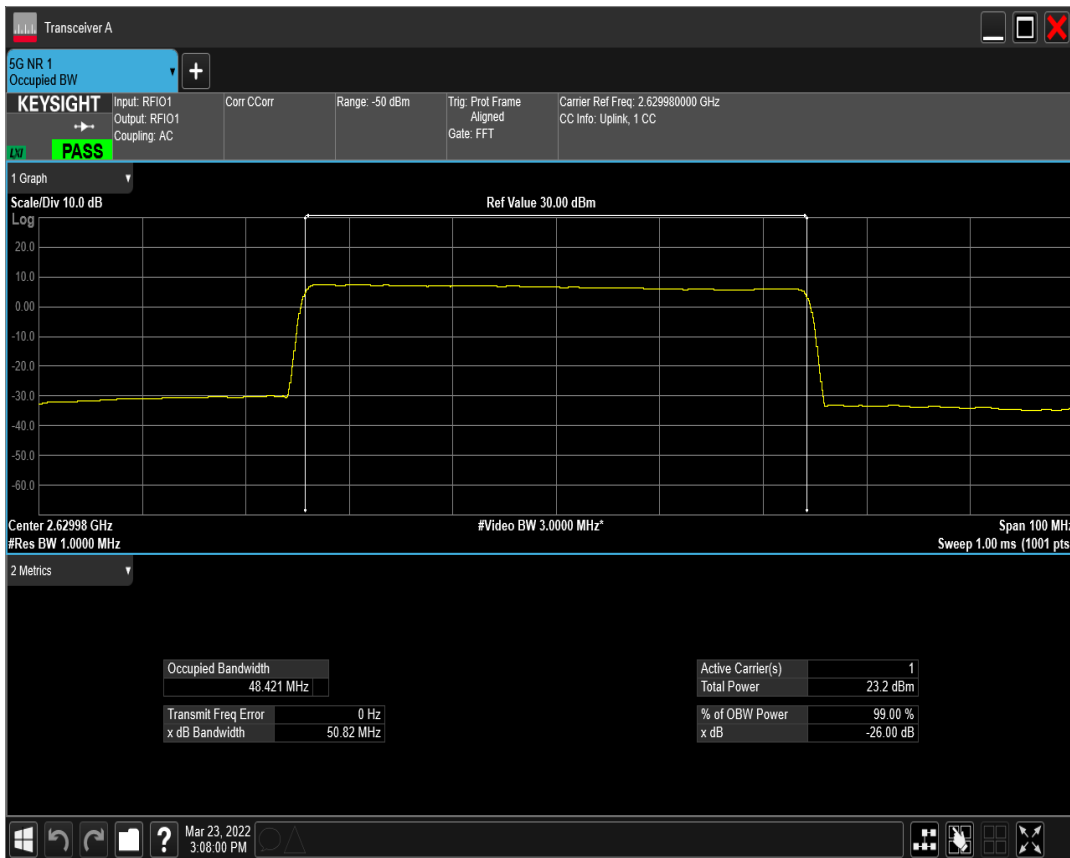 Transceiver A
5G NR 1
Occupied BW
KEYSIGHT
LXI
PASS
Input: RFIO1
Output: RFIO1
Coupling: AC
Corr CCorr
Range: -50 dBm
Trig: Prot Frame
Aligned
Gate: FFT
Carrier Ref Freq: 2.629980000 GHz
CC Info: Uplink, 1 CC
1 Graph
Scale/Div 10.0 dB
Ref Value 30.00 dBm
Log
20.0
10.0
0.00
-10.0
-20.0
-30.0
-40.0
-50.0
-60.0
Center 2.62998 GHz
#Video BW 3.0000 MHz*
Span 100 MHz
#Res BW 1.0000 MHz
Sweep 1.00 ms (1001 pts
2 Metrics
Occupied Bandwidth
48.421 MHz
Transmit Freq Error 0 Hz
x dB Bandwidth 50.82 MHz
Active Carrier(s) 1
Total Power 23.2 dBm
% of OBW Power 99.00 %
x dB -26.00 dB
?
Mar 23, 2022
3:08:00 PM